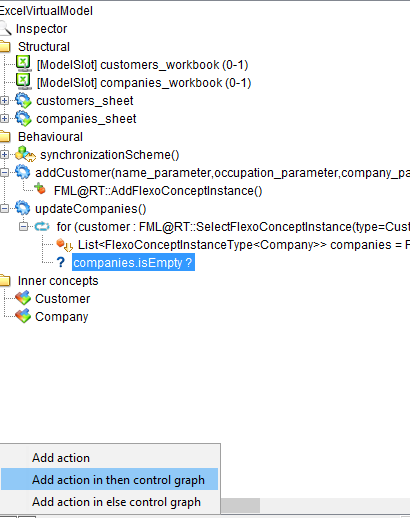 ExcelVirtualModel
Inspector
Structural
[ModelSlot] customers_workbook (0-1)
[ModelSlot] companies_workbook (0-1)
customers_sheet
companies_sheet
Behavioural
synchronizationScheme()
addCustomer(name_parameter,occupation_parameter,company_pa
FML@RT::AddFlexoConceptInstance()
updateCompanies()
for (customer : FML@RT::SelectFlexoConceptInstance(type=Cust
List<FlexoConceptInstanceType<Company>> companies = F
companies.isEmpty ?
Inner concepts
Customer
Company
Add action
Add action in then control graph
Add action in else control graph